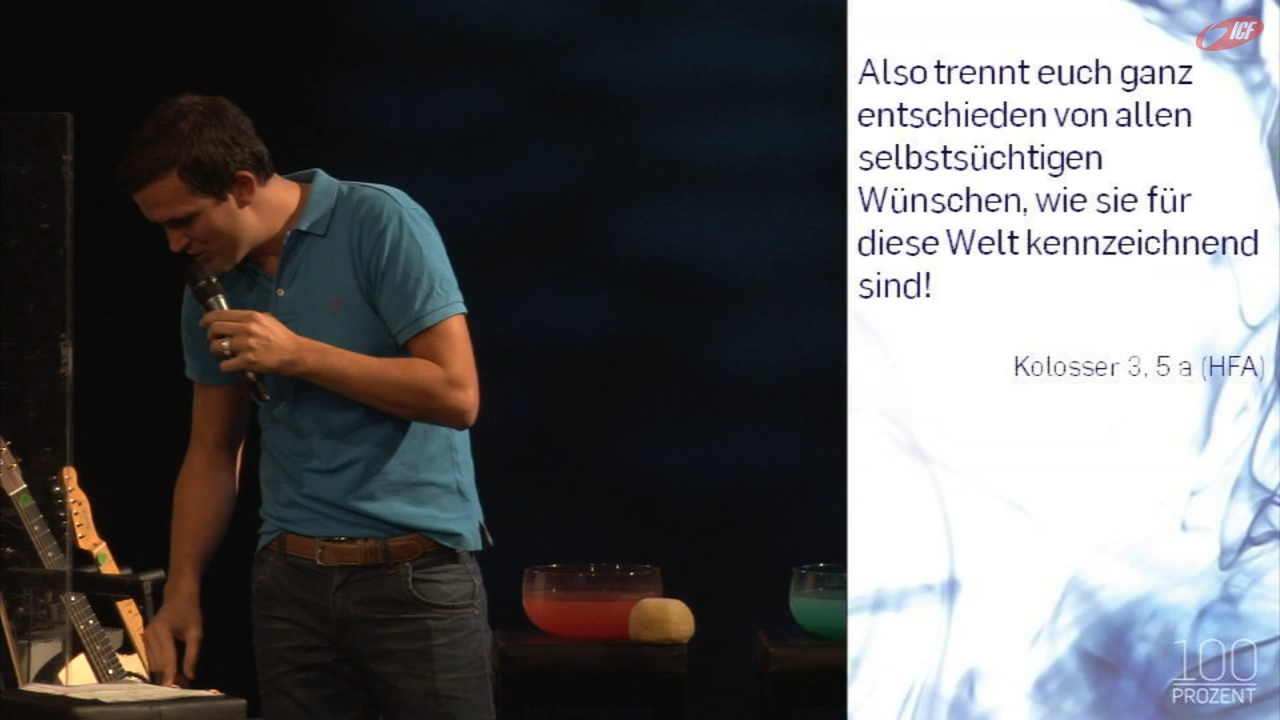 ICF
Also trennt euch ganz
entschieden von allen
selbstsüchtigen
Wünschen, wie sie für
diese Welt kennzeichnend
sind!
Kolosser 3, 5 a (HFA)
100
PROZENT